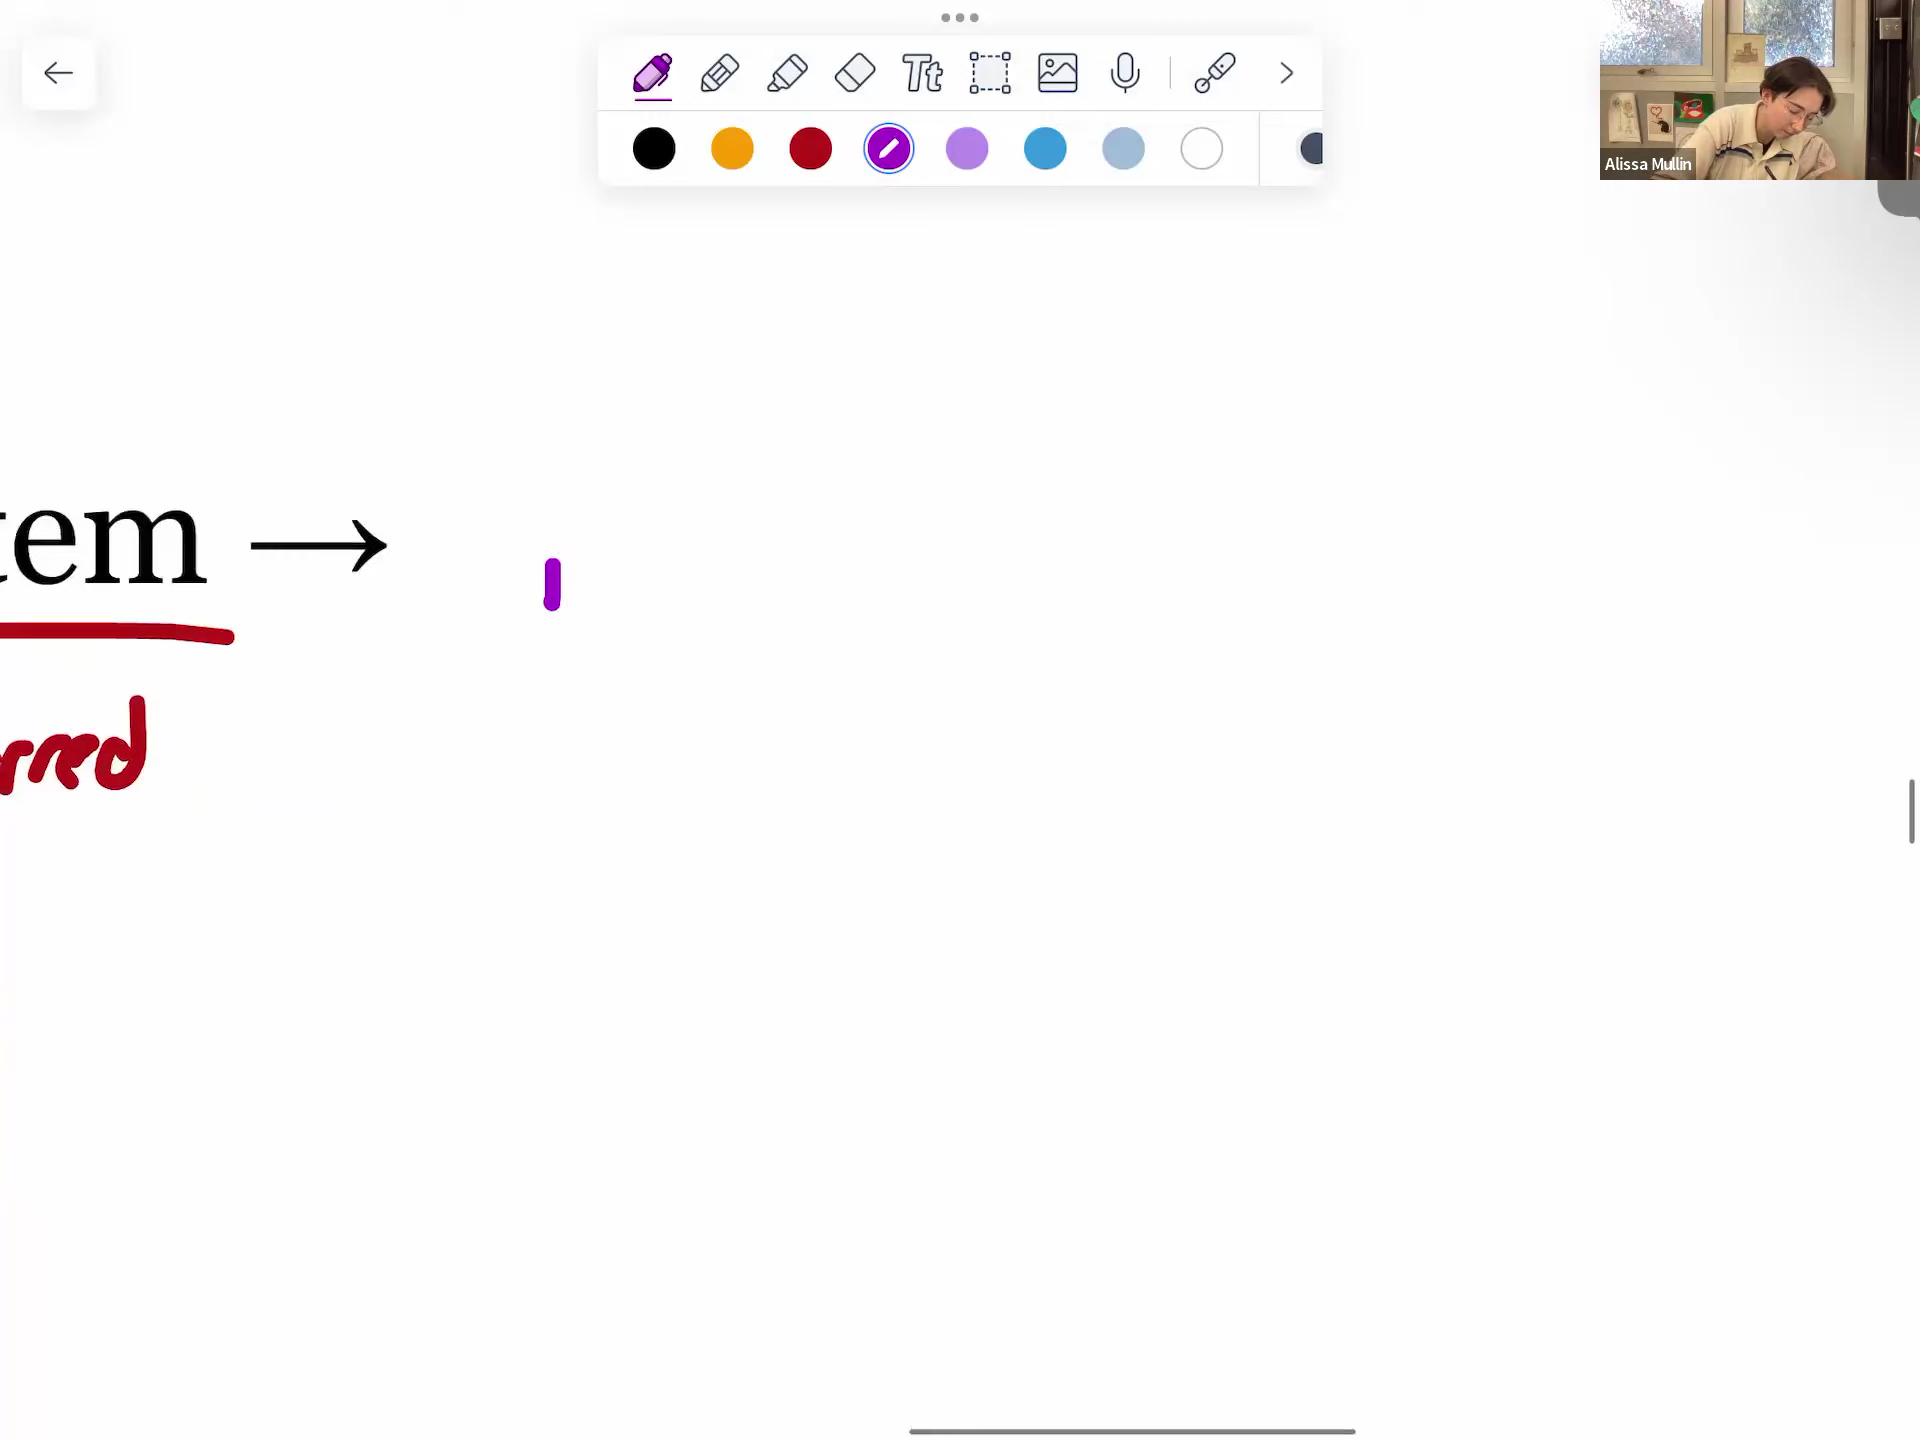 Alissa Mullin
tem →
rred